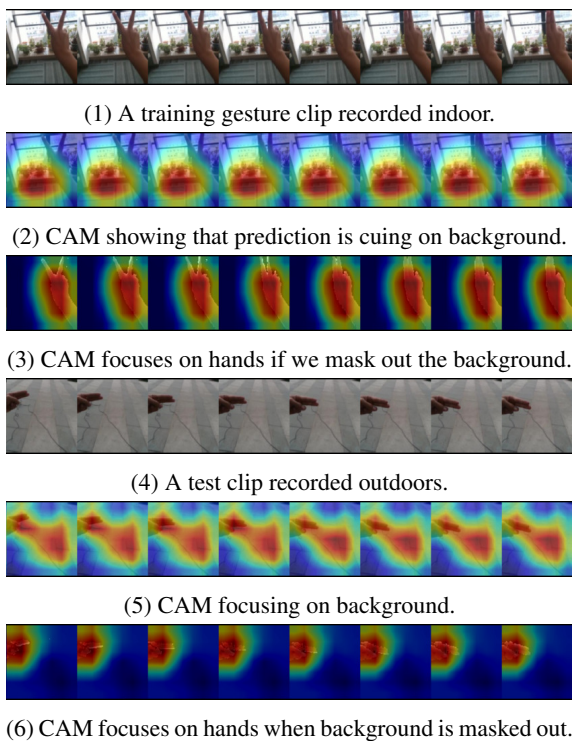 (1) A training gesture clip recorded indoor.
(2) CAM showing that prediction is cuing on background.
(3) CAM focuses on hands if we mask out the background.
(4) A test clip recorded outdoors.
(5) CAM focusing on background.
(6) CAM focuses on hands when background is masked out.